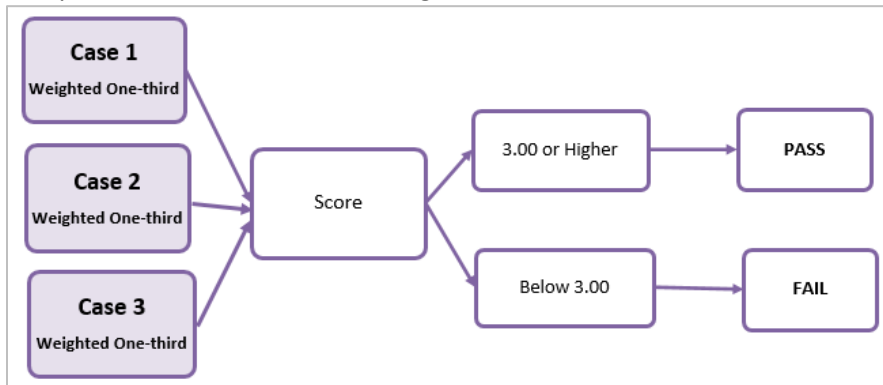 Case 1
Weighted One-third
Case 2
Weighted One-third
Case 3
Weighted One-third
Score
3.00 or Higher
PASS
Below 3.00
FAIL